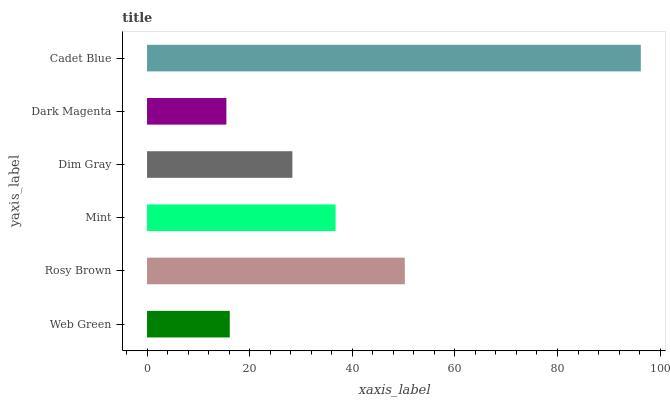 title
Cadet Blue
Dark Magenta
Dim Gray
Mint
Rosy Brown
Web Green
yaxis_label
0 20 40 60 80 100
xaxis_label